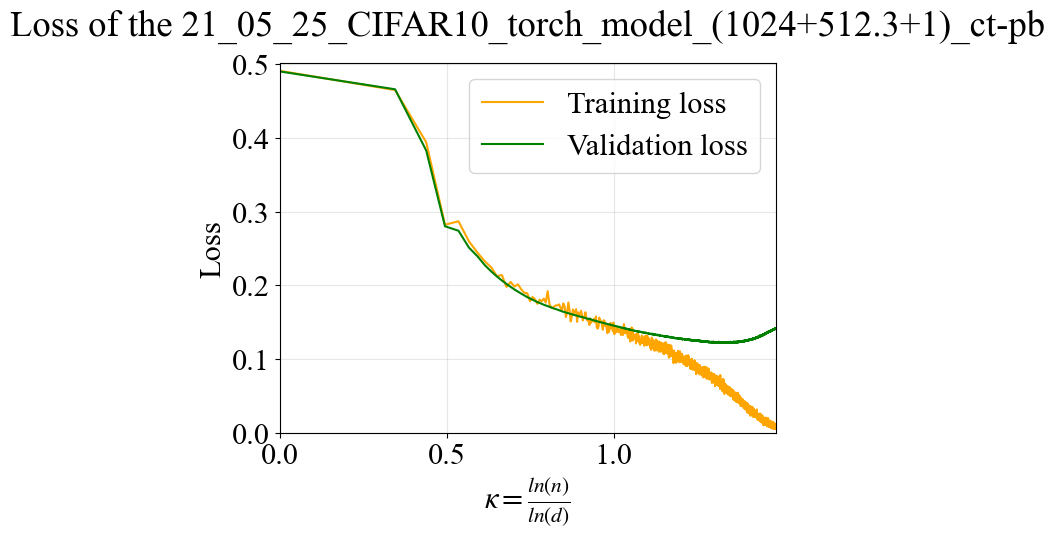 Loss of the 21_05_25_CIFAR10_torch_model_(1024+512.3+1)_ct-pb
Training loss
Validation loss
Loss
0.5
0.4
0.3
0.2
0.1
0.0
0.0 0.5 1.0
κ = ln(n)/ln(d)